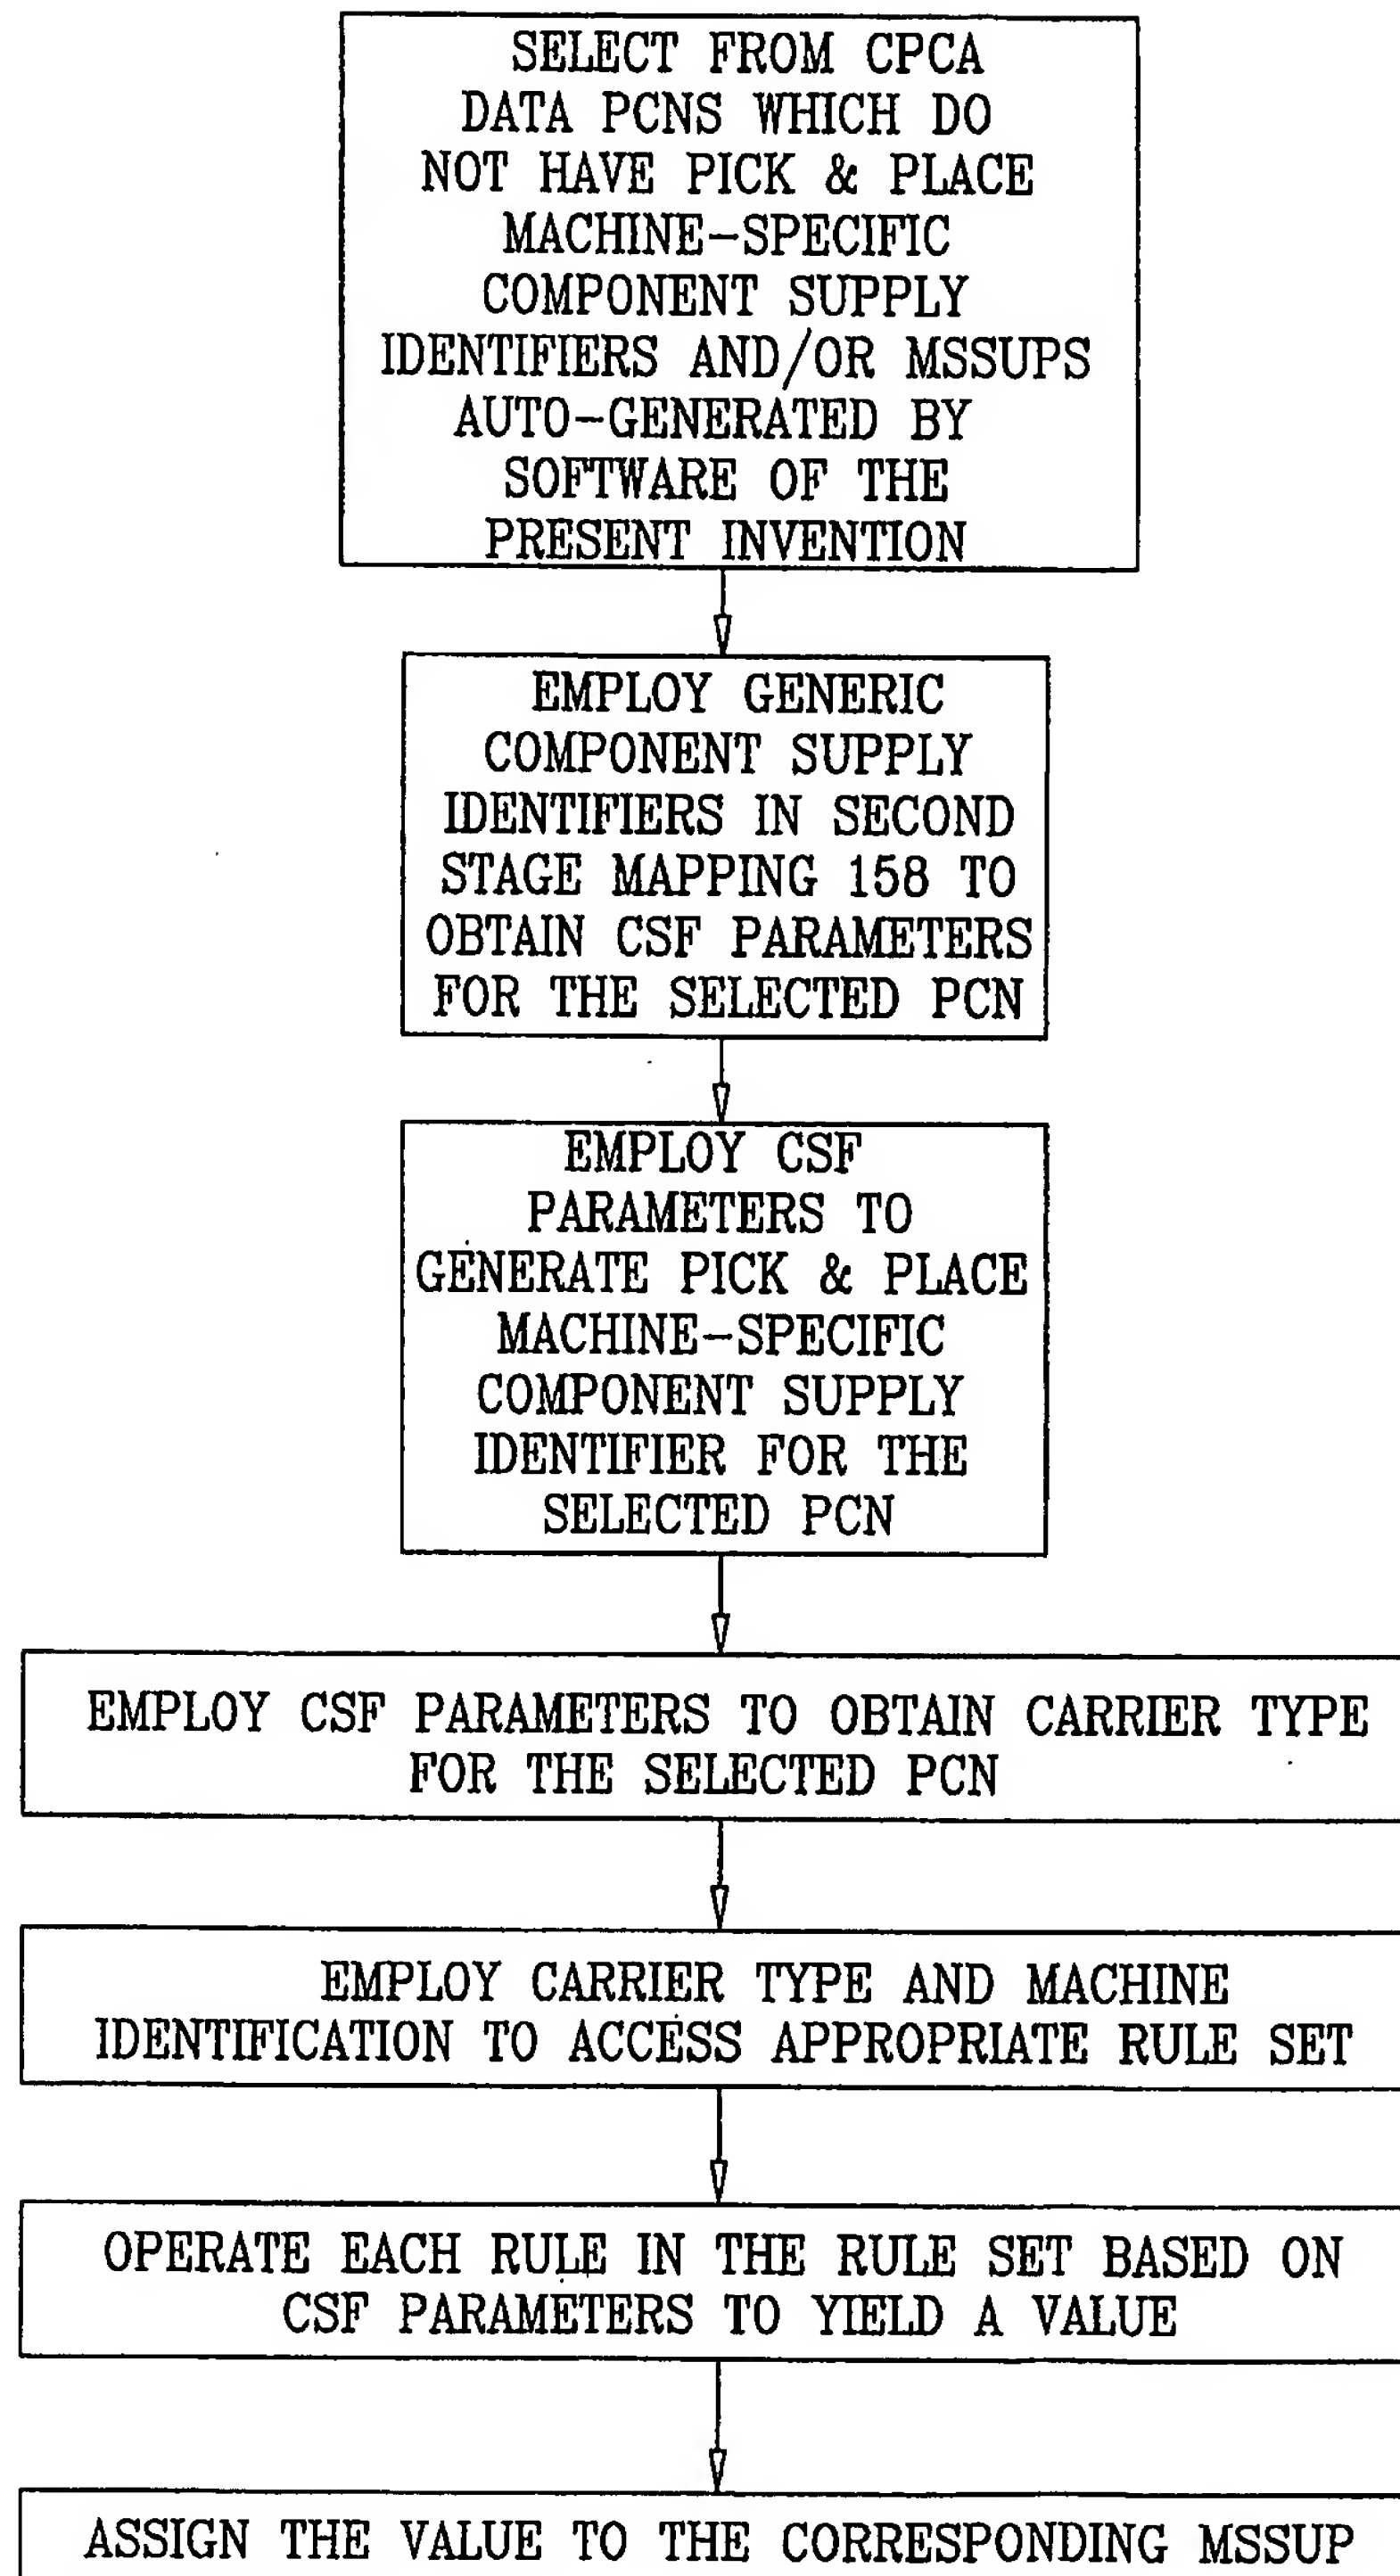 SELECT FROM CPCA
DATA PCNS WHICH DO
NOT HAVE PICK & PLACE
MACHINE-SPECIFIC
COMPONENT SUPPLY
IDENTIFIERS AND/OR MSSUPS
AUTO-GENERATED BY
SOFTWARE OF THE
PRESENT INVENTION
EMPLOY GENERIC
COMPONENT SUPPLY
IDENTIFIERS IN SECOND
STAGE MAPPING 158 TO
OBTAIN CSF PARAMETERS
FOR THE SELECTED PCN
EMPLOY CSF
PARAMETERS TO
GENERATE PICK & PLACE
MACHINE-SPECIFIC
COMPONENT SUPPLY
IDENTIFIER FOR THE
SELECTED PCN
EMPLOY CSF PARAMETERS TO OBTAIN CARRIER TYPE
FOR THE SELECTED PCN
EMPLOY CARRIER TYPE AND MACHINE
IDENTIFICATION TO ACCESS APPROPRIATE RULE SET
OPERATE EACH RULE IN THE RULE SET BASED ON
CSF PARAMETERS TO YIELD A VALUE
ASSIGN THE VALUE TO THE CORRESPONDING MSSUP